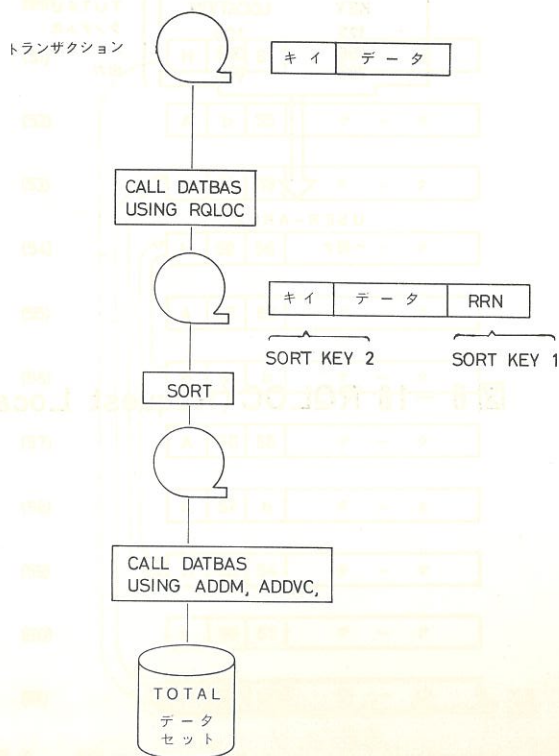 トランザクション
キイ データ
CALL DATBAS
USING RQLOC
キイ データ RRN
SORT KEY 2 SORT KEY 1
SORT
CALL DATBAS
USING ADDM, ADDVC,
TOTAL
データ
セット